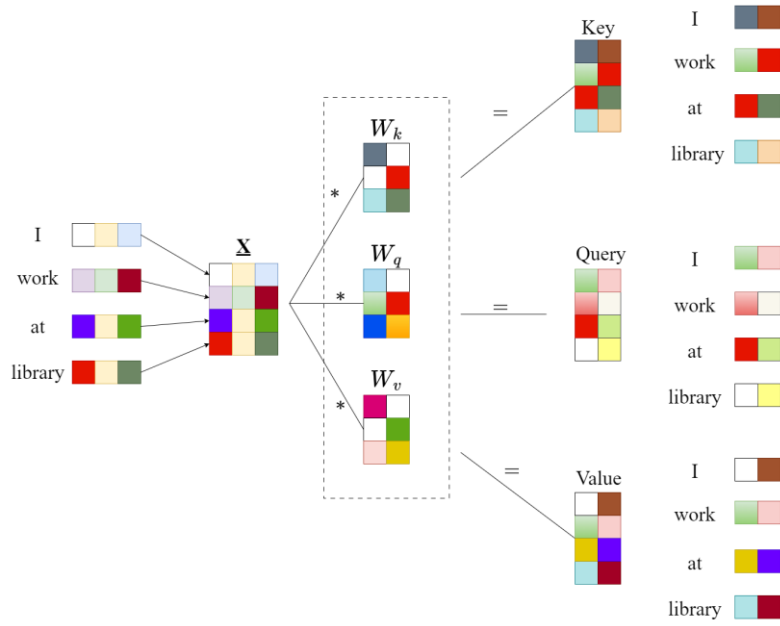 I
work
at
library
X
*
*
*
W_k
W_q
W_v
=
=
=
Key
Query
Value
I
work
at
library
I
work
at
library
I
work
at
library